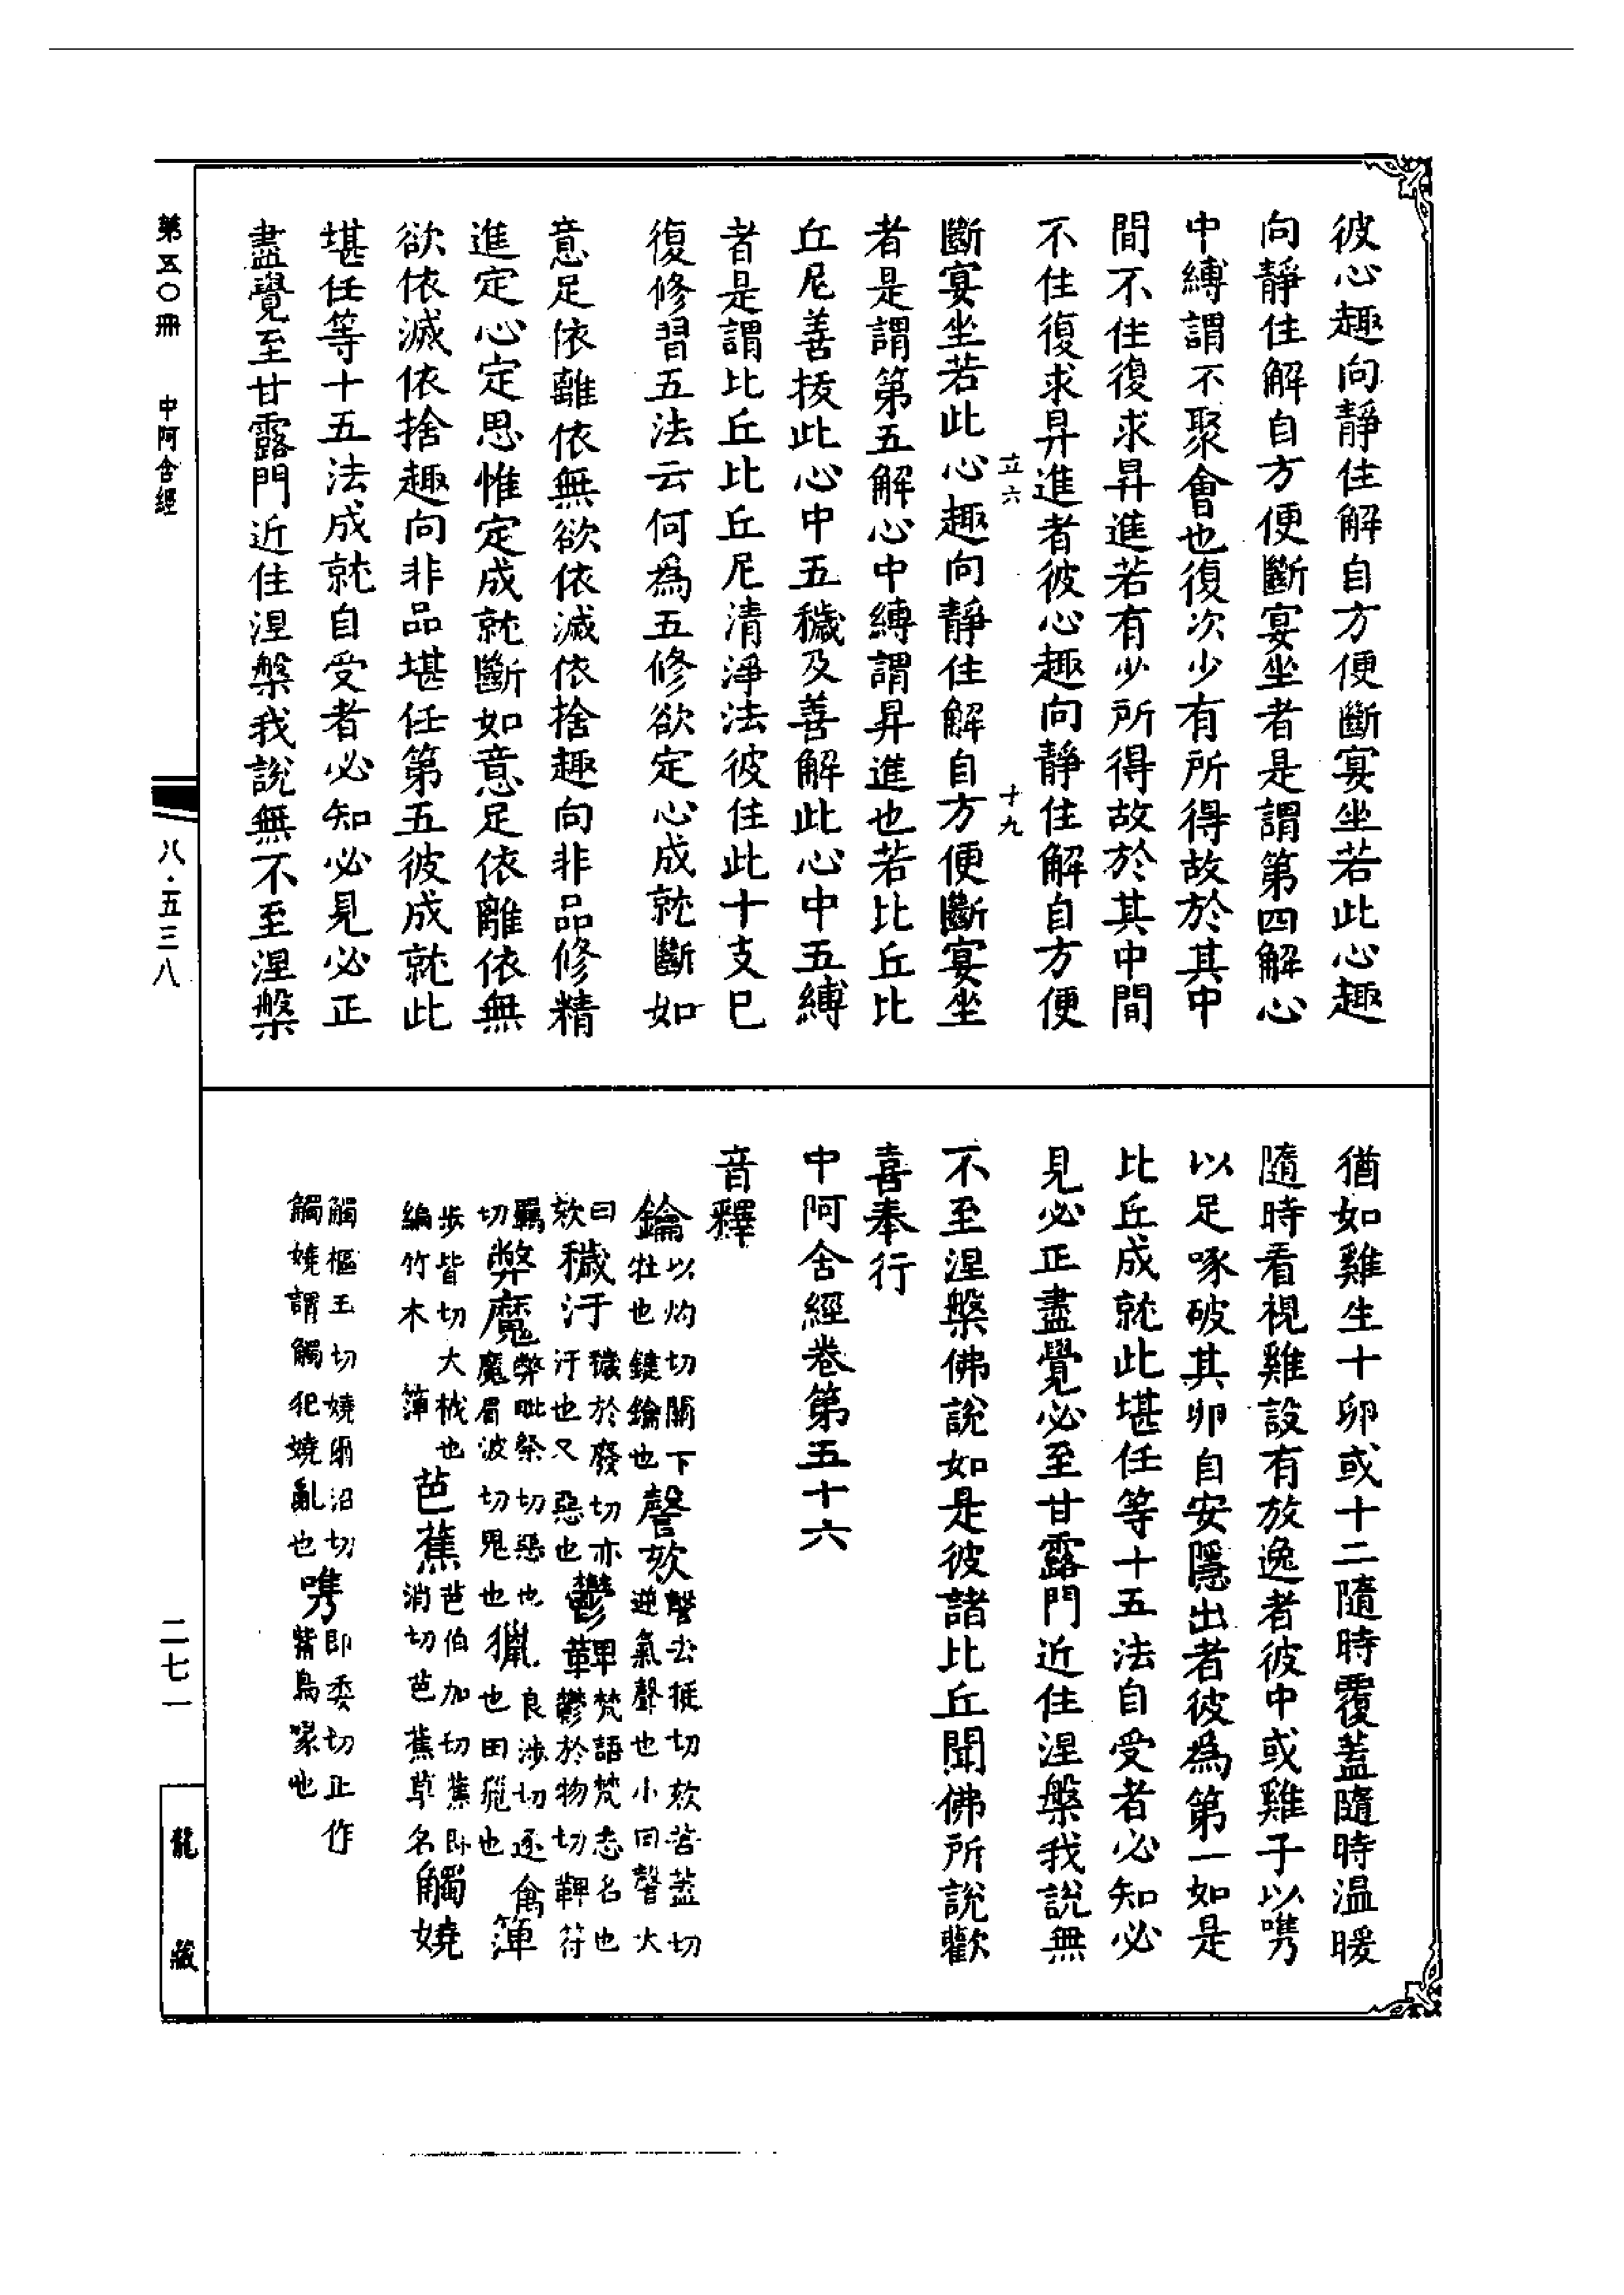 彼心趣向靜住解自方便斷宴坐若此心趣
向靜住解自方便斷宴坐者是謂第四解心
中縛謂不聚會也復次少有所得故於其中
間不住復求昇進若有少所得故於其中間
不住復求昇進者彼心趣向靜住解自方便
立六
十九
斷宴坐若此心趣向靜住解自方便斷宴坐
者是謂第五解心中縛謂昇進也若比丘比
丘尼善拔此心中五穢及善解此心中五縛
者是謂比丘比丘尼清淨法彼住此十支已
復修習五法云何為五修欲定心成就斷如
意足依離依無欲依滅依捨趣向非品修精
進定心定思惟定成就斷如意足依離依無
欲依滅依捨趣向非品堪任第五彼成就此
堪任等十五法成就自受者必知必見必正
盡覺至甘露門近住涅槃我說無不至涅槃
猶如雞生十卵或十二隨時覆蓋隨時温暖
隨時看視雞設有放逸者彼中或雞子以嘴
以足啄破其卵自安隱出者彼為第一如是
比丘成就此堪任等十五法自受者必知必
見必正盡覺必至甘露門近住涅槃我說無
不至涅槃佛說如是彼諸比丘聞佛所說歡
喜奉行
中阿含經卷第五十六
音釋
鑰
以灼切關下
牡也鍵鑰也
謦欬
謦去挺切欬苦蓋切
逆氣聲也小曰謦大
曰
欬
穢汙
穢於廢切亦
汙也又惡也
鬱鞞
梵語梵志名也
鬱於物切鞞符
羈
切
弊魔
弊毗祭切惡也
魔眉波切鬼也
獵
良涉切逐禽
也田獵也
箄
步皆切大栰也
編竹木 箄
芭蕉
芭伯加切蕉即
消切芭蕉草名
觸嬈
觸樞玉切嬈爾沼切
觸嬈謂觸犯嬈亂也
嘴
即委切正作
觜鳥喙也
第五〇冊
中阿含經
八·五三八
二七一
龍藏